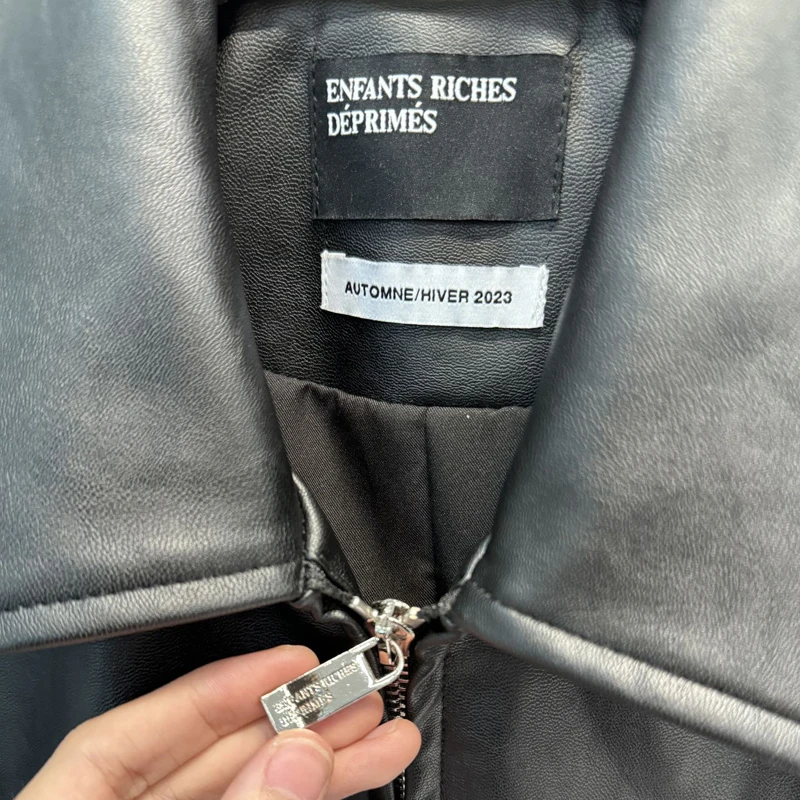 ENFANTS RICHES
DÉPRIMÉS
AUTOMNE/HIVER 2023
ENFANTS RICHES
DÉPRIMÉS